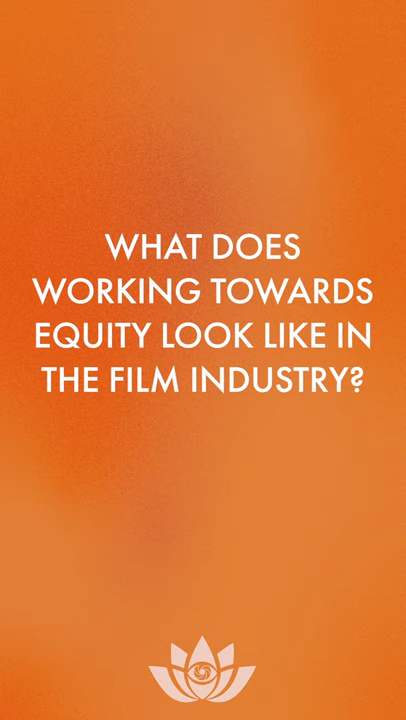 WHAT DOES
WORKING TOWARDS
EQUITY LOOK LIKE IN
THE FILM INDUSTRY?